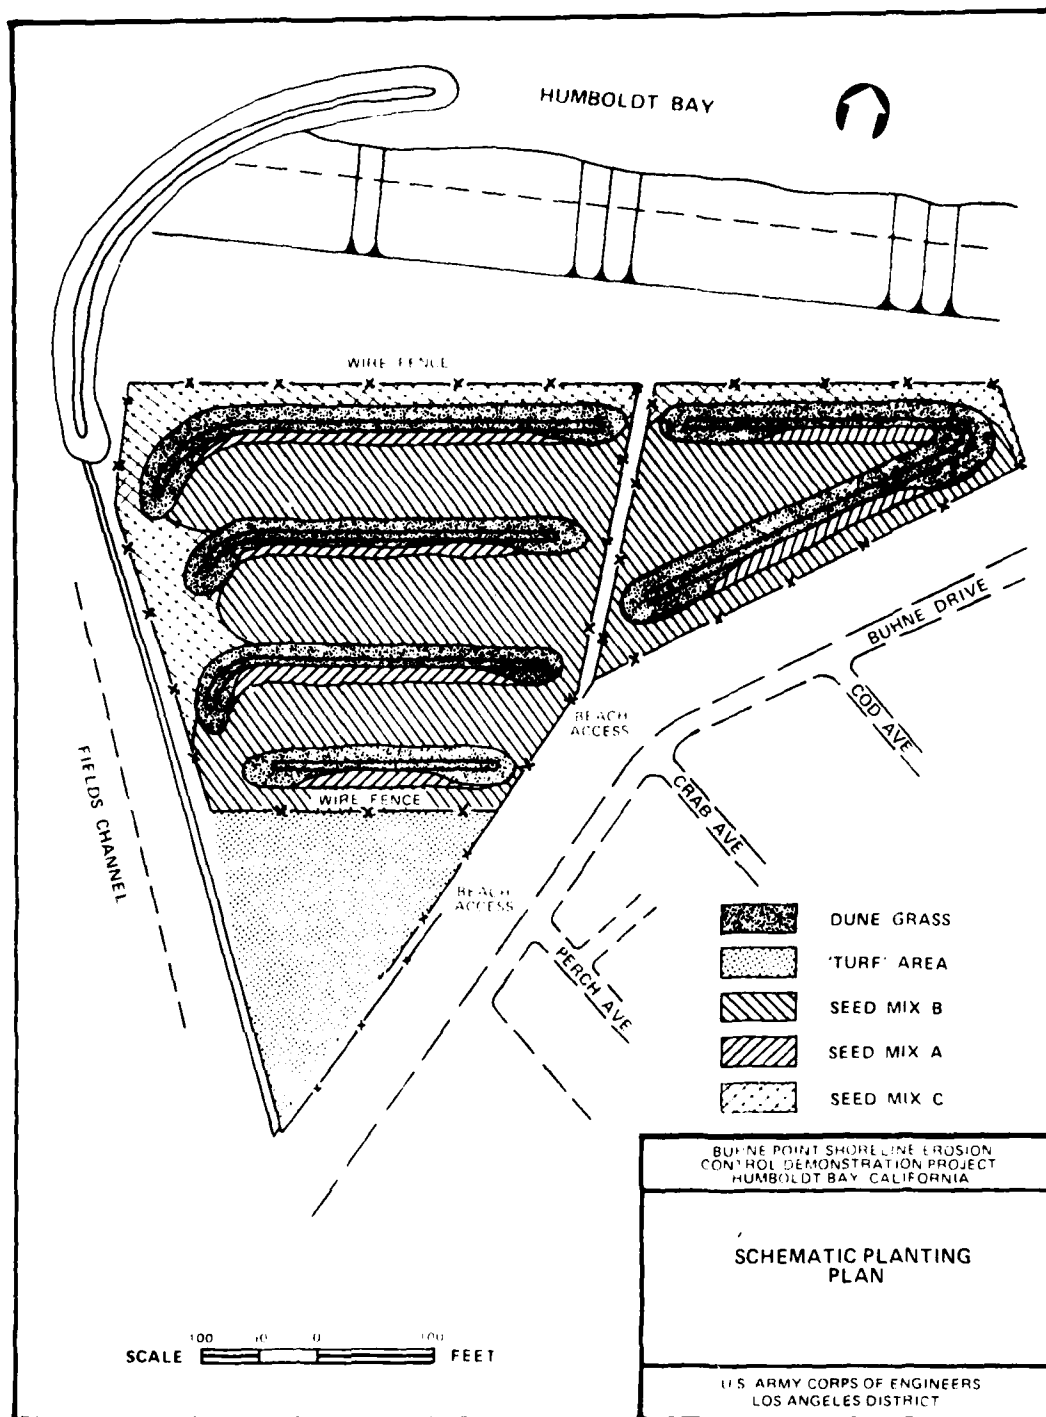 HUMBOLDT BAY
WIRE FENCE
BUHNE DRIVE
COD AVE
BEACH
ACCESS
FIELDS CHANNEL
CRAB AVE
WIRE FENCE
BEACH
ACCESS
PERCH AVE
DUNE GRASS
'TURF' AREA
SEED MIX B
SEED MIX A
SEED MIX C
BUHNE POINT SHORELINE EROSION
CONTROL DEMONSTRATION PROJECT
HUMBOLDT BAY CALIFORNIA
SCHEMATIC PLANTING
PLAN
100 50 0 100
SCALE FEET
U.S. ARMY CORPS OF ENGINEERS
LOS ANGELES DISTRICT